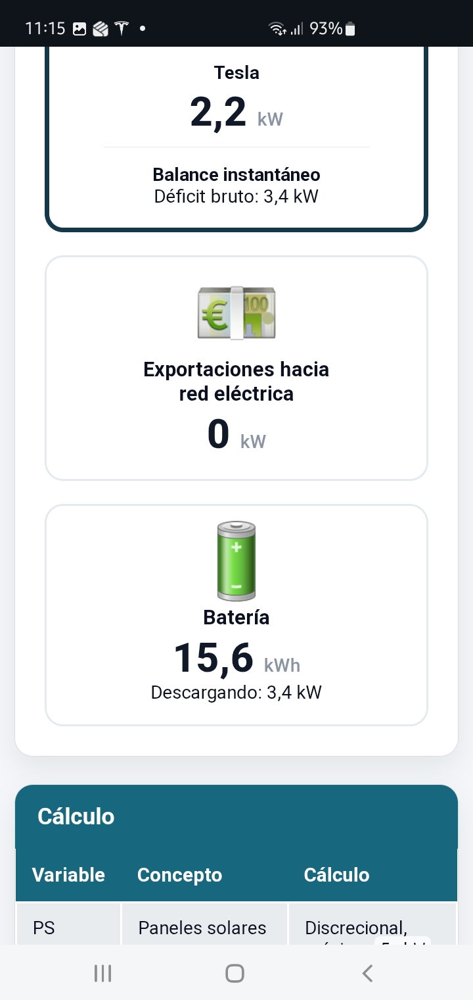 11:15
93%
Tesla
2,2 kW
Balance instantáneo
Déficit bruto: 3,4 kW
€ 100
Exportaciones hacia
red eléctrica
0 kW
Batería
15,6 kWh
Descargando: 3,4 kW
Cálculo
Variable Concepto Cálculo
PS Paneles solares Discrecional,